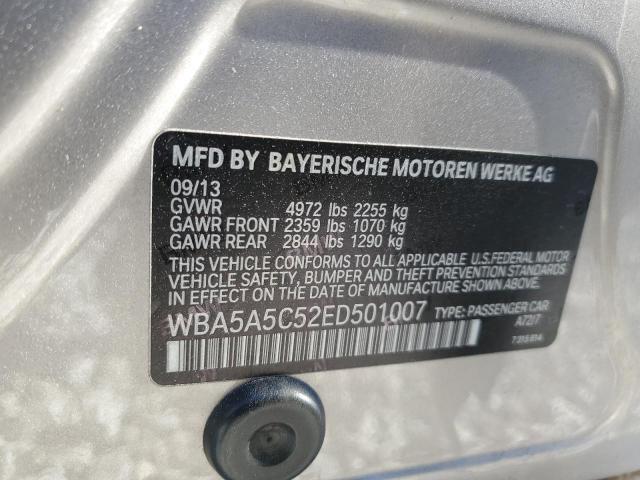 MFD BY BAYERISCHE MOTOREN WERKE AG
09/13
GVWR 4972 lbs 2255 kg
GAWR FRONT 2359 lbs 1070 kg
GAWR REAR 2844 lbs 1290 kg
THIS VEHICLE CONFORMS TO ALL APPLICABLE U.S.FEDERAL MOTOR
VEHICLE SAFETY, BUMPER AND THEFT PREVENTION STANDARDS
IN EFFECT ON THE DATE OF MANUFACTURE SHOWN ABOVE.
WBA5A5C52ED501007 TYPE: PASSENGER CAR
A72/7